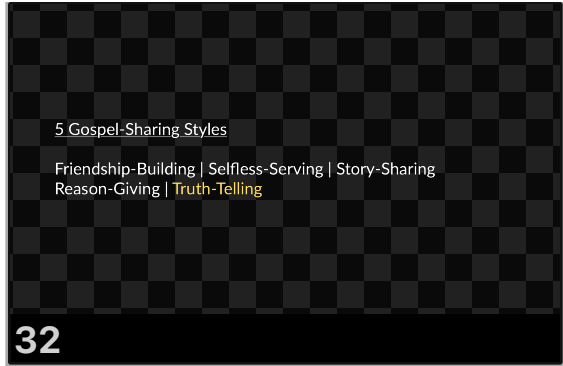 5 Gospel-Sharing Styles
Friendship-Building | Selfless-Serving | Story-Sharing
Reason-Giving | Truth-Telling
32